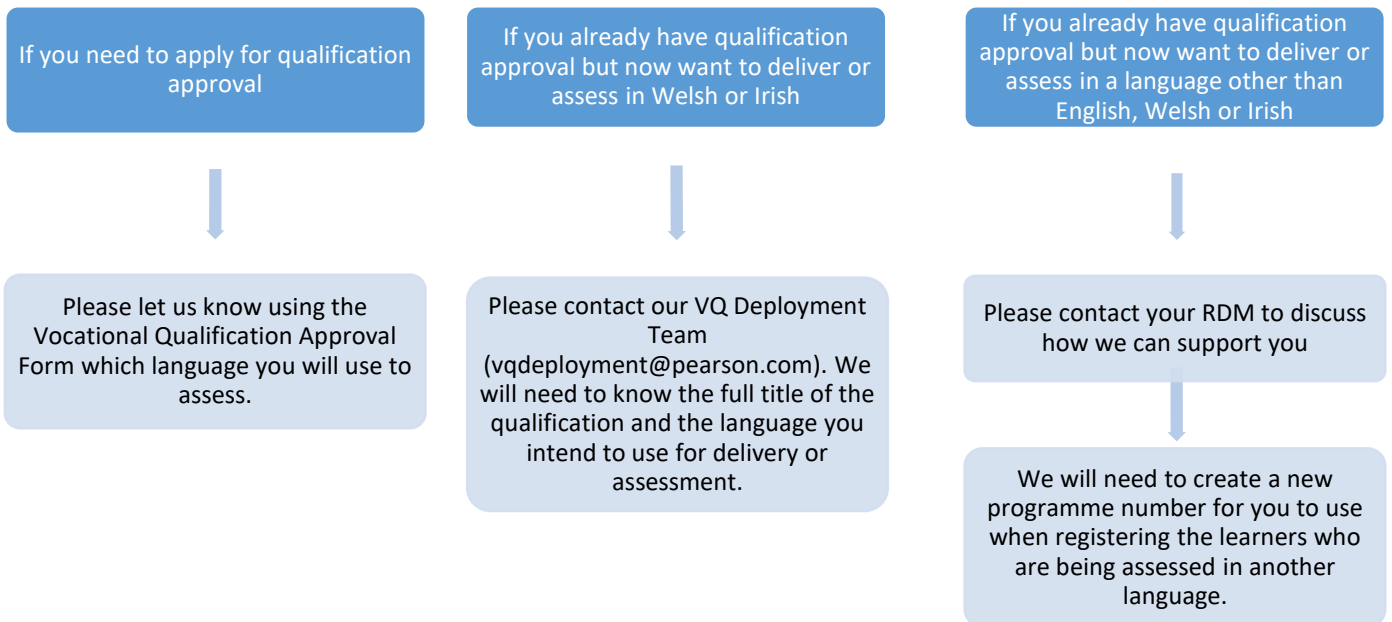 If you need to apply for qualification
approval
Please let us know using the
Vocational Qualification Approval
Form which language you will use to
assess.
If you already have qualification
approval but now want to deliver or
assess in Welsh or Irish
Please contact our VQ Deployment
Team
(vqdeployment@pearson.com). We
will need to know the full title of the
qualification and the language you
intend to use for delivery or
assessment.
If you already have qualification
approval but now want to deliver or
assess in a language other than
English, Welsh or Irish
Please contact your RDM to discuss
how we can support you
We will need to create a new
programme number for you to use
when registering the learners who
are being assessed in another
language.